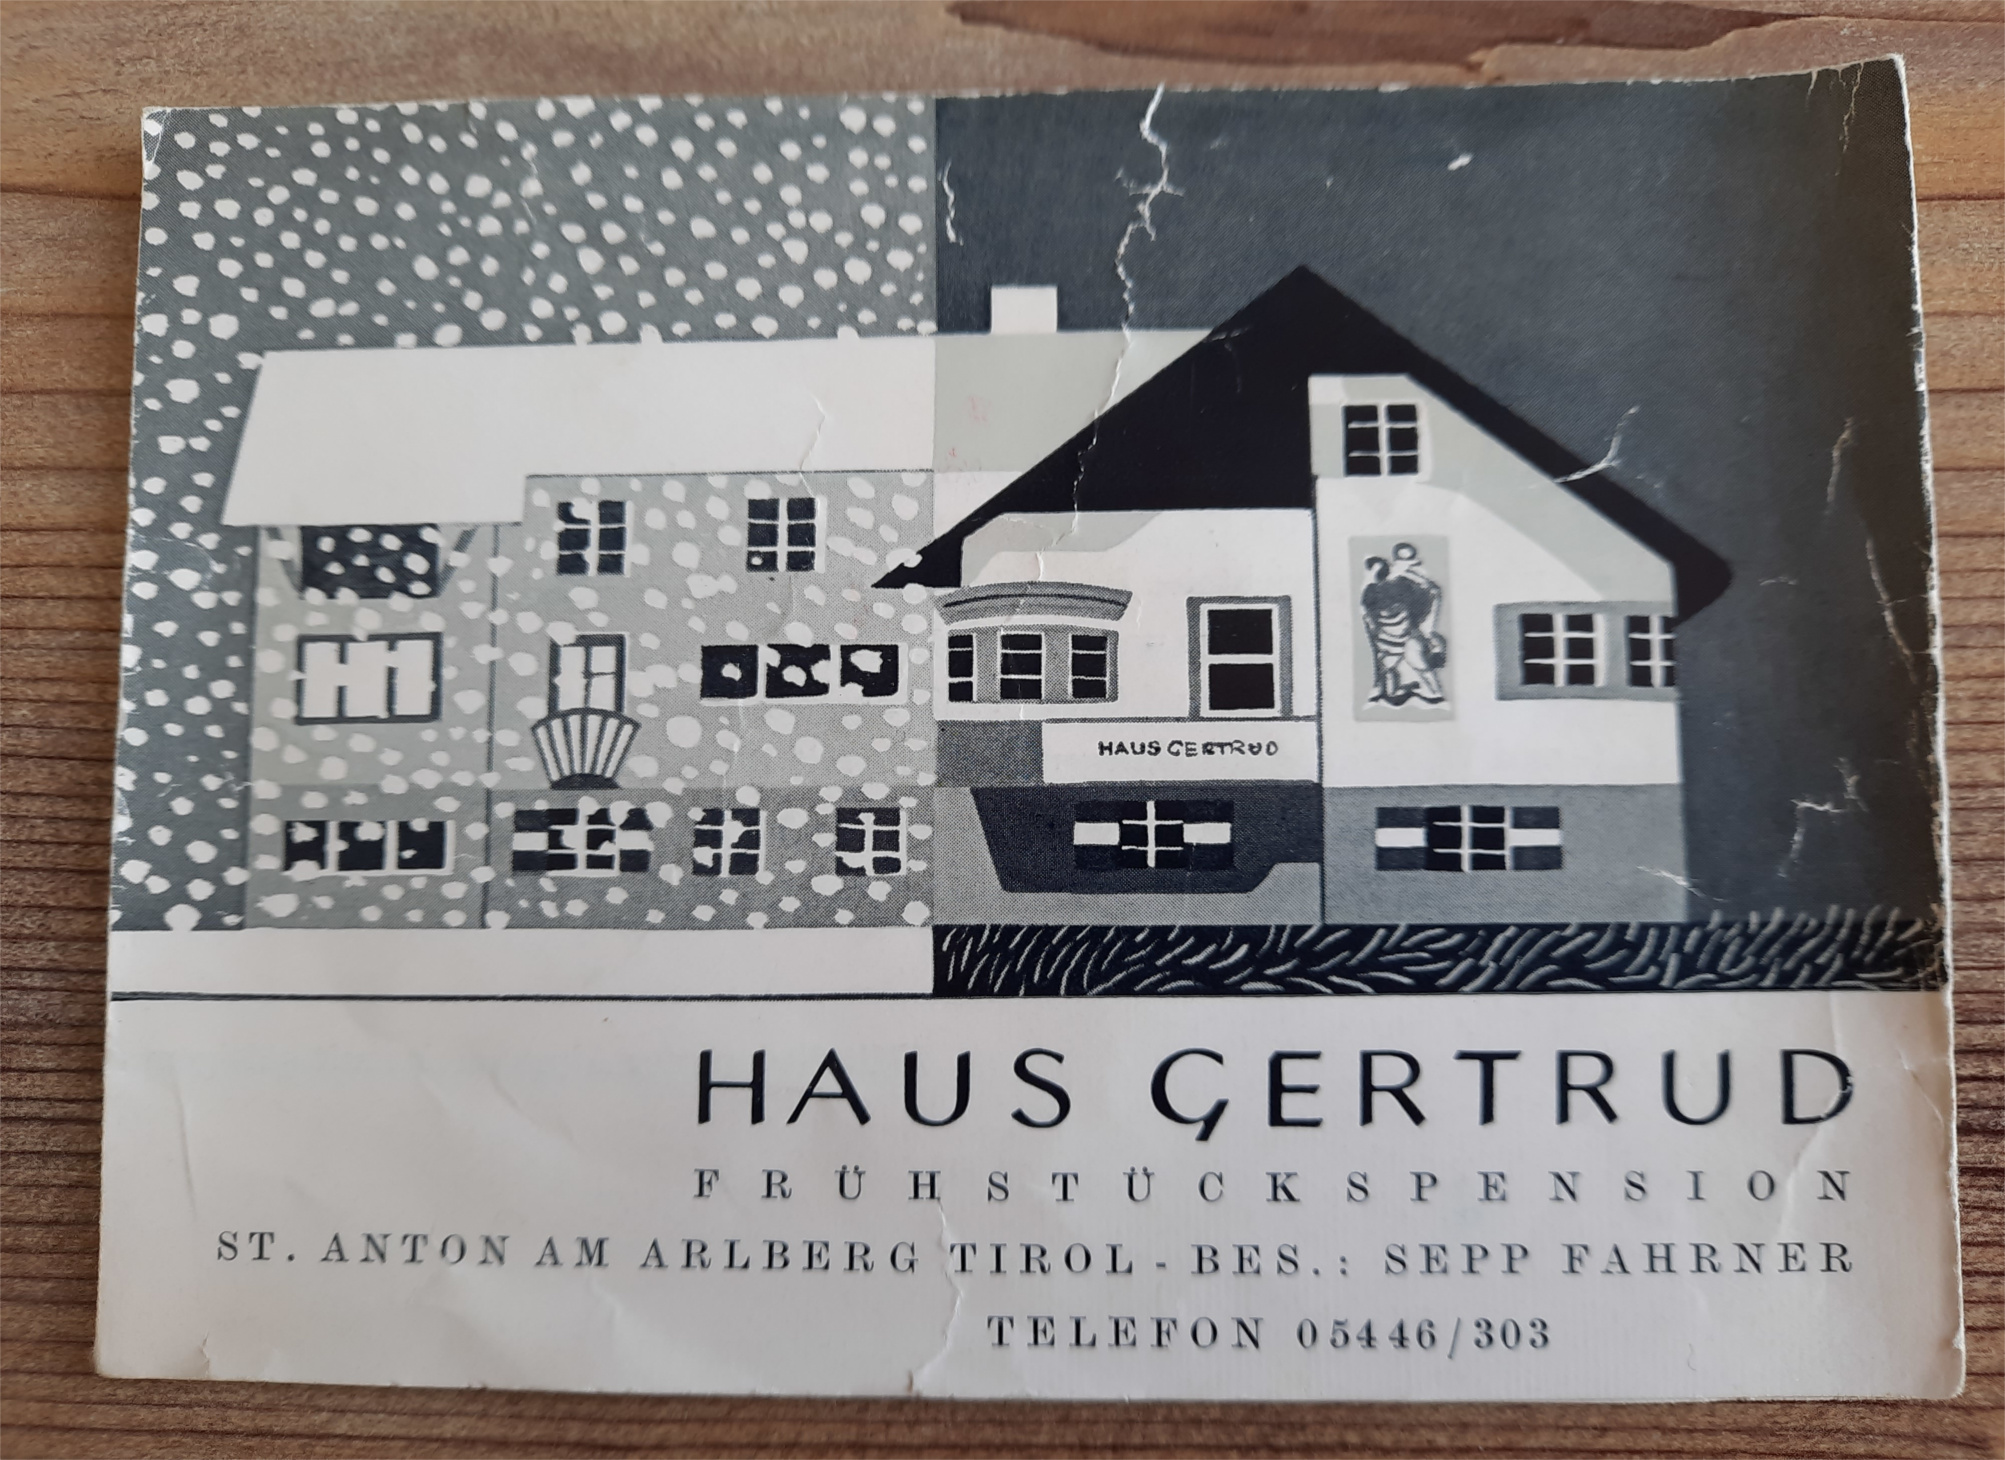 HAUS GERTRUD
HAUS GERTRUD
FRÜHSTÜCKSPENSION
ST. ANTON AM ARLBERG TIROL - BES.: SEPP FAHRNER
TELEFON 05446/303